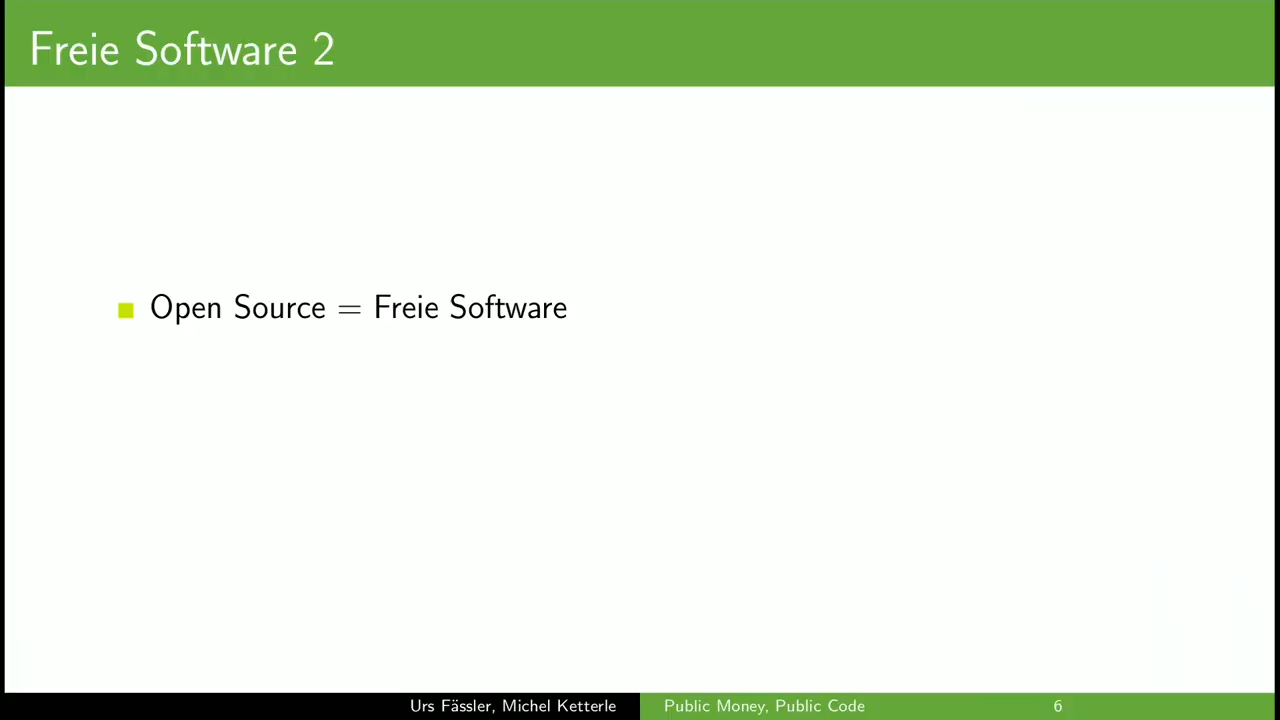 Freie Software 2
Open Source = Freie Software
Urs Fässler, Michel Ketterle
Public Money, Public Code
6